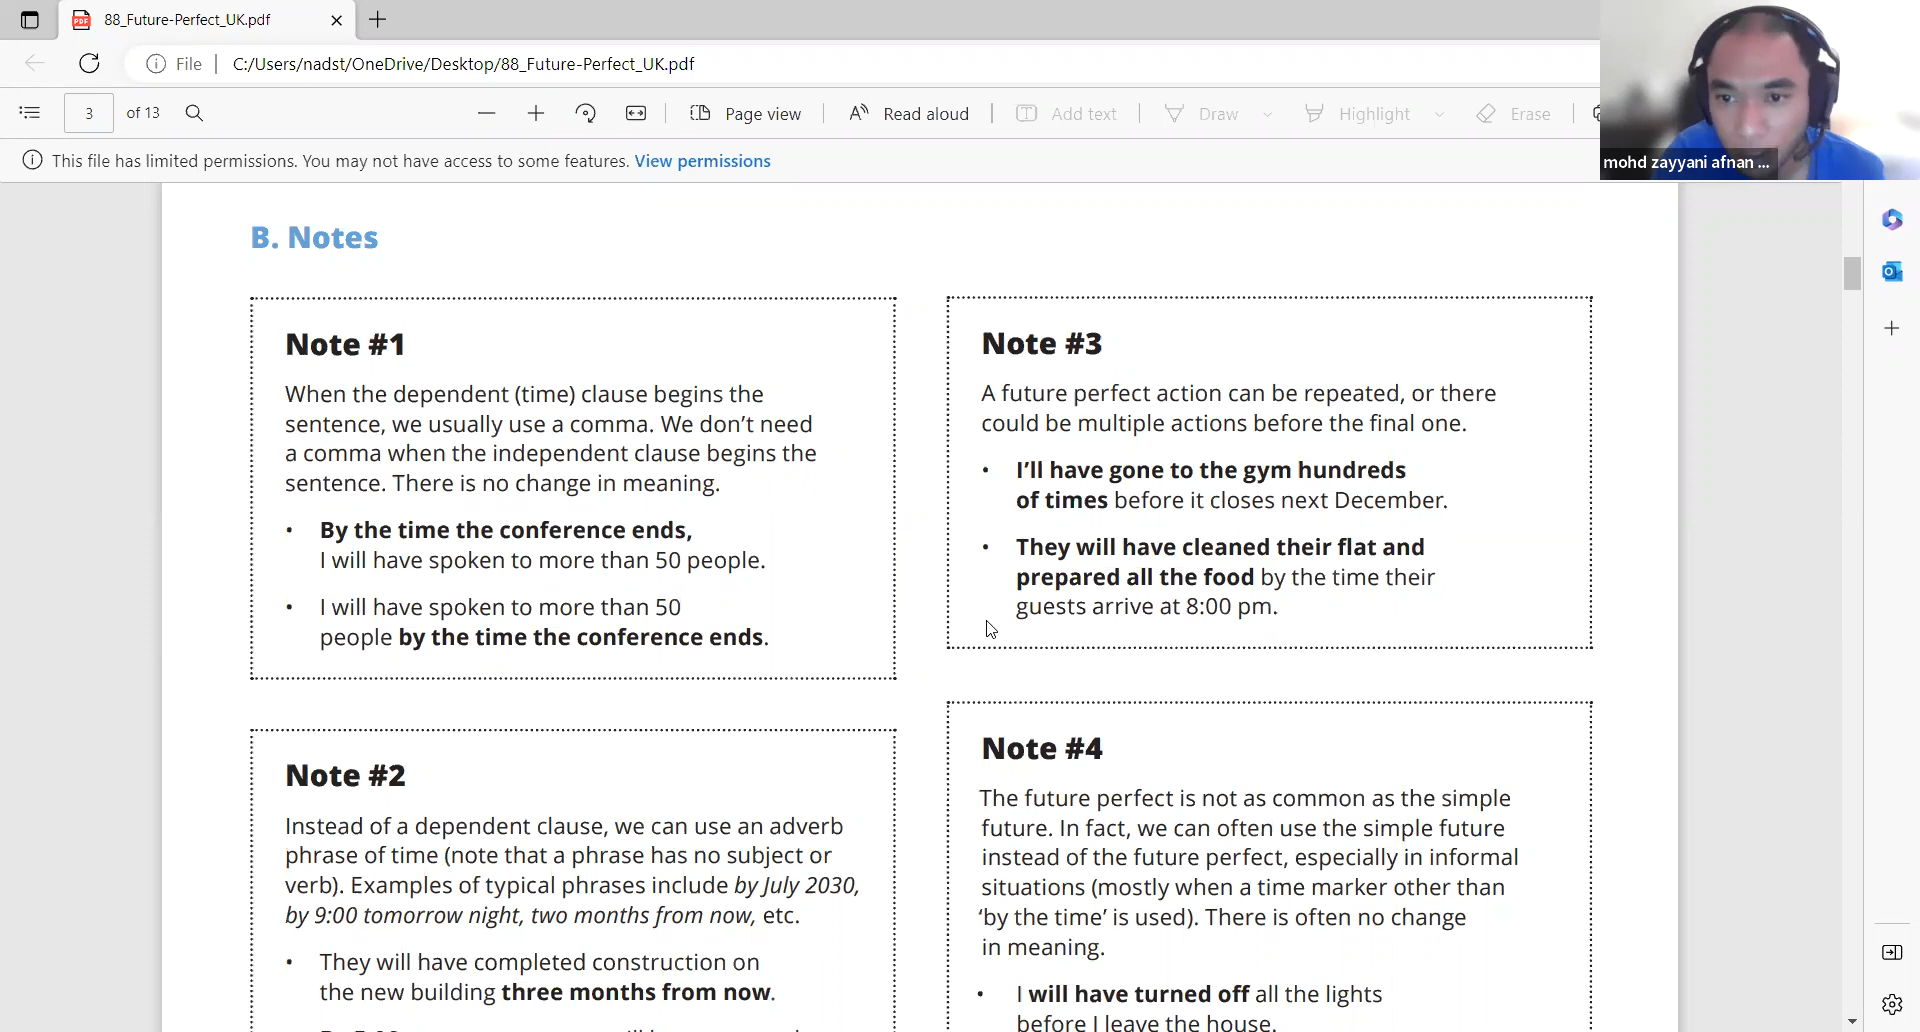 88_Future-Perfect_UK.pdf
File
C:/Users/nadst/OneDrive/Desktop/88_Future-Perfect_UK.pdf
3 of 13
Page view
Read aloud
Add text
Draw
Highlight
Erase
mohd zayyani afnan ...
This file has limited permissions. You may not have access to some features. View permissions
B. Notes
Note #1
When the dependent (time) clause begins the
sentence, we usually use a comma. We don’t need
a comma when the independent clause begins the
sentence. There is no change in meaning.
• By the time the conference ends,
I will have spoken to more than 50 people.
• I will have spoken to more than 50
people by the time the conference ends.
Note #2
Instead of a dependent clause, we can use an adverb
phrase of time (note that a phrase has no subject or
verb). Examples of typical phrases include by July 2030,
by 9:00 tomorrow night, two months from now, etc.
• They will have completed construction on
the new building three months from now.
Note #3
A future perfect action can be repeated, or there
could be multiple actions before the final one.
• I’ll have gone to the gym hundreds
of times before it closes next December.
• They will have cleaned their flat and
prepared all the food by the time their
guests arrive at 8:00 pm.
Note #4
The future perfect is not as common as the simple
future. In fact, we can often use the simple future
instead of the future perfect, especially in informal
situations (mostly when a time marker other than
‘by the time’ is used). There is often no change
in meaning.
• I will have turned off all the lights
before I leave the house.